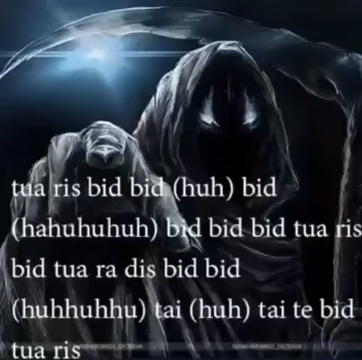 tua ris bid bid (huh) bid
(hahuhuhuh) bid bid bid tua ris
bid tua ra dis bid bid
(huhhuhhu) tai (huh) tai te bid
tua ris